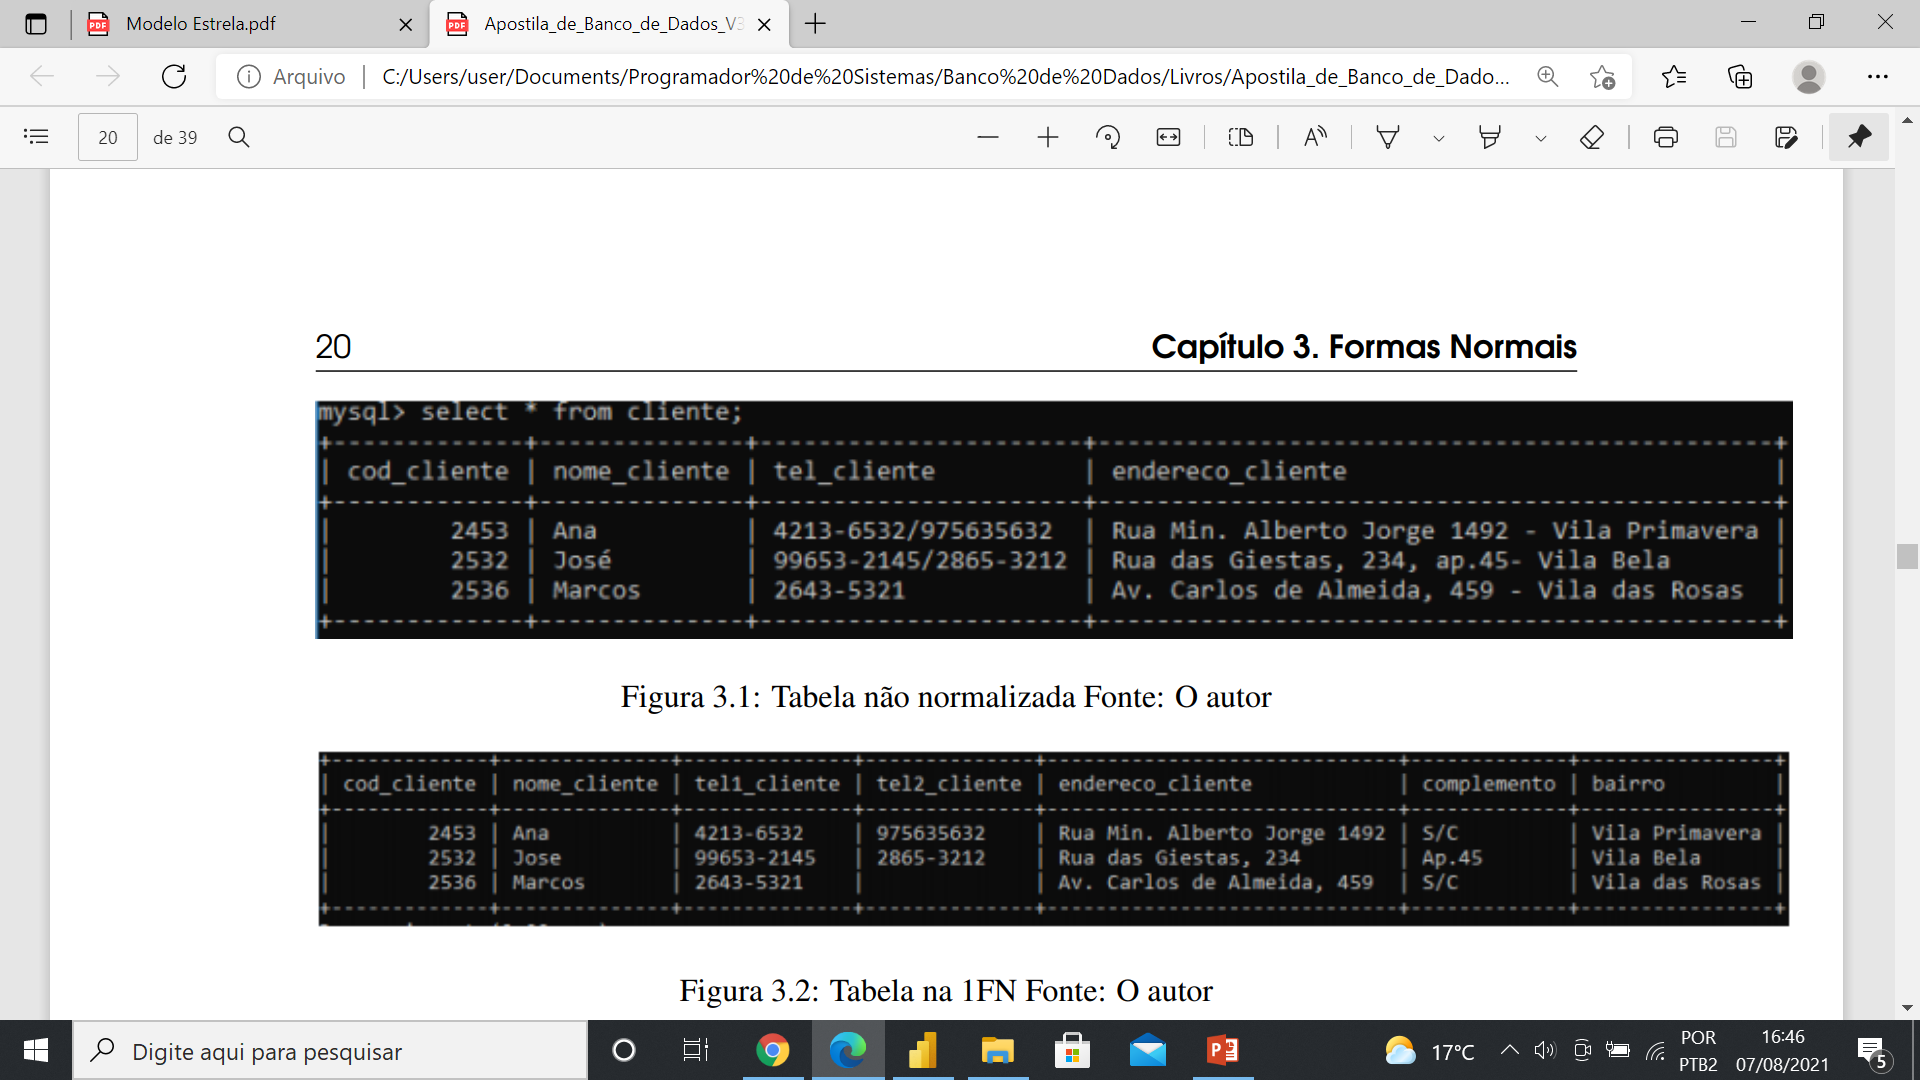 Modelo Estrela.pdf
Apostila_de_Banco_de_Dados_V3
Arquivo
C:/Users/user/Documents/Programador%20de%20Sistemas/Banco%20de%20Dados/Livros/Apostila_de_Banco_de_Dado...
20 de 39
20 Capítulo 3. Formas Normais
mysql> select * from cliente;
| cod_cliente | nome_cliente | tel_cliente | endereco_cliente |
| 2453 | Ana | 4213-6532/975635632 | Rua Min. Alberto Jorge 1492 - Vila Primavera |
| 2532 | José | 99653-2145/2865-3212 | Rua das Giestas, 234, ap.45- Vila Bela |
| 2536 | Marcos | 2643-5321 | Av. Carlos de Almeida, 459 - Vila das Rosas |
Figura 3.1: Tabela não normalizada Fonte: O autor
| cod_cliente | nome_cliente | tel1_cliente | tel2_cliente | endereco_cliente | complemento | bairro |
| 2453 | Ana | 4213-6532 | 975635632 | Rua Min. Alberto Jorge 1492 | S/C | Vila Primavera |
| 2532 | Jose | 99653-2145 | 2865-3212 | Rua das Giestas, 234 | Ap.45 | Vila Bela |
| 2536 | Marcos | 2643-5321 | | Av. Carlos de Almeida, 459 | S/C | Vila das Rosas |
Figura 3.2: Tabela na 1FN Fonte: O autor
Digite aqui para pesquisar
17°C
POR
PTB2
16:46
07/08/2021
5